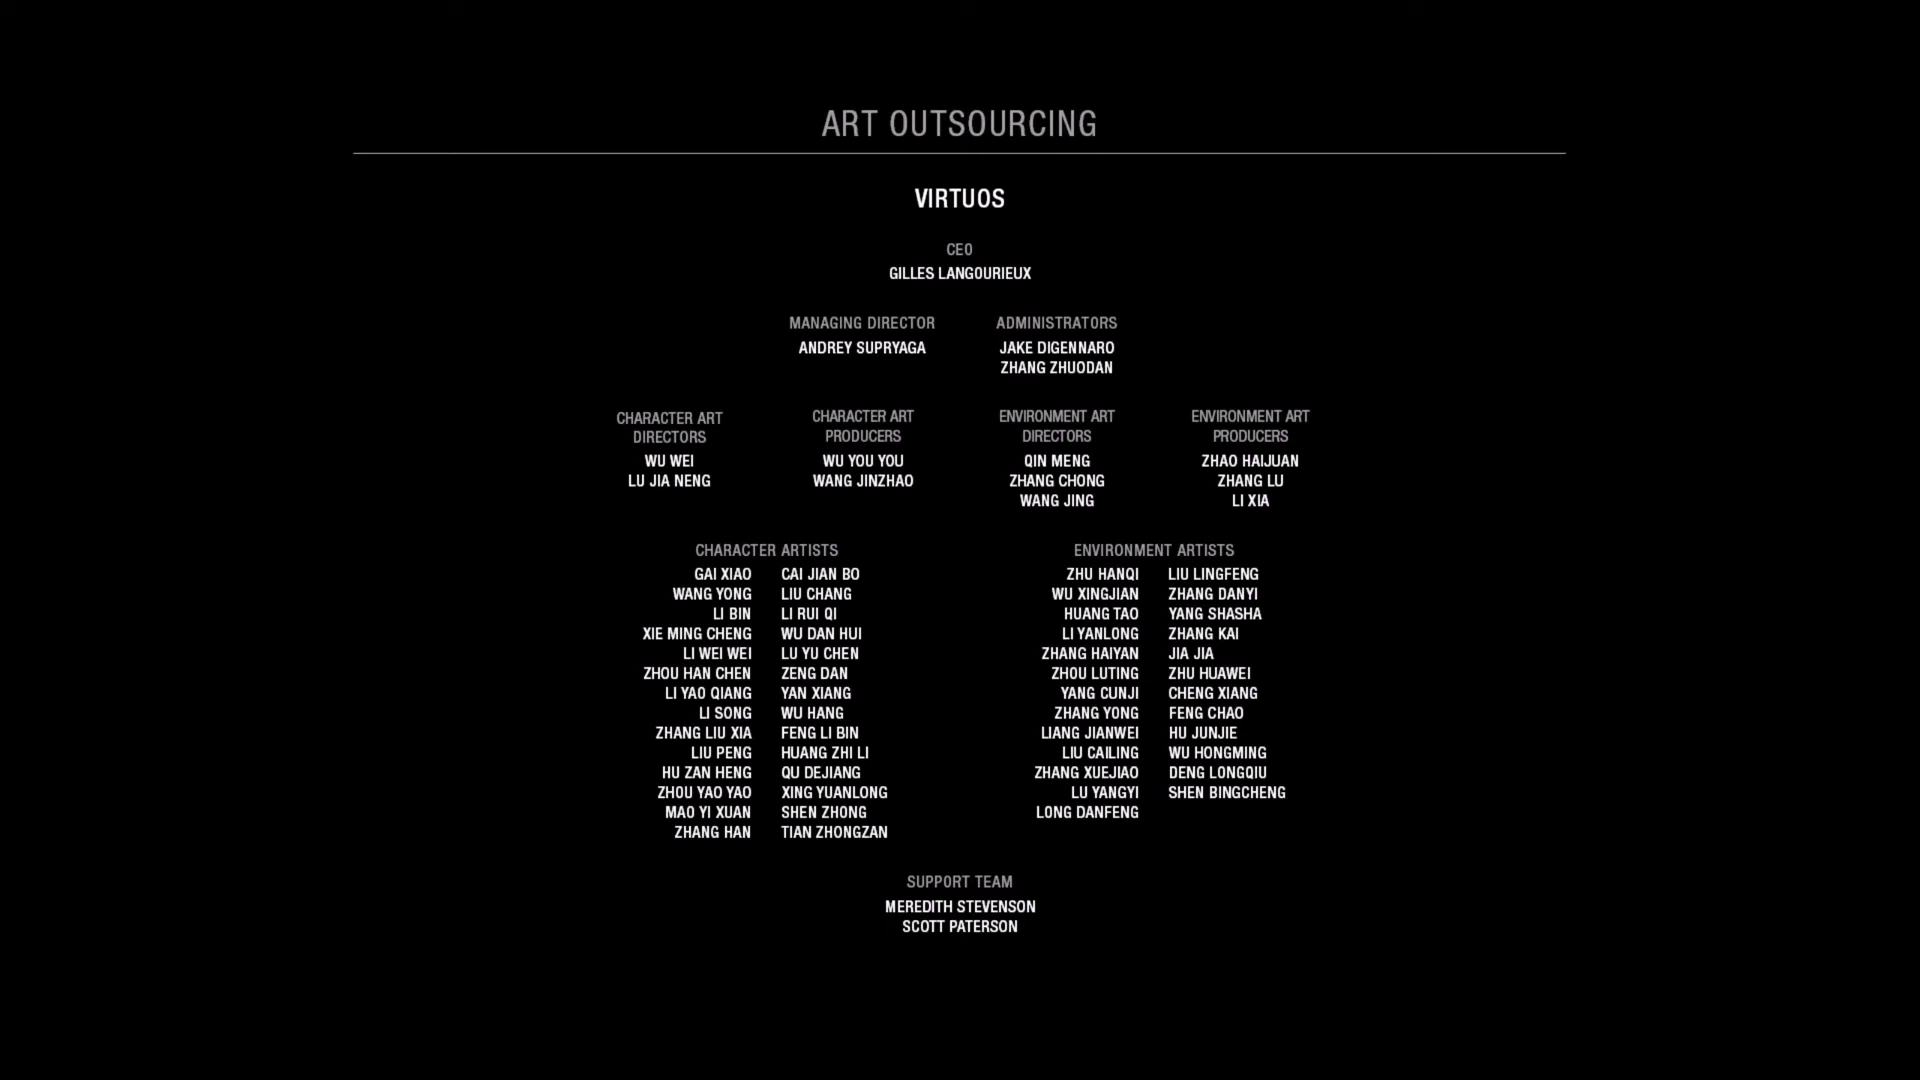 ART OUTSOURCING
VIRTUOS
CEO
GILLES LANGOURIEUX
MANAGING DIRECTOR
ANDREY SUPRYAGA
ADMINISTRATORS
JAKE DIGENNARO
ZHANG ZHUODAN
CHARACTER ART
DIRECTORS
WU WEI
LU JIA NENG
CHARACTER ART
PRODUCERS
WU YOU YOU
WANG JINZHAO
ENVIRONMENT ART
DIRECTORS
QIN MENG
ZHANG CHONG
WANG JING
ENVIRONMENT ART
PRODUCERS
ZHAO HAIJUAN
ZHANG LU
LI XIA
CHARACTER ARTISTS
GAI XIAO CAI JIAN BO
WANG YONG LIU CHANG
LI BIN LI RUI QI
XIE MING CHENG WU DAN HUI
LI WEI WEI LU YU CHEN
ZHOU HAN CHEN ZENG DAN
LI YAO QIANG YAN XIANG
LI SONG WU HANG
ZHANG LIU XIA FENG LI BIN
LIU PENG HUANG ZHI LI
HU ZAN HENG QU DEJIANG
ZHOU YAO YAO XING YUANLONG
MAO YI XUAN SHEN ZHONG
ZHANG HAN TIAN ZHONGZAN
ENVIRONMENT ARTISTS
ZHU HANQI LIU LINGFENG
WU XINGJIAN ZHANG DANYI
HUANG TAO YANG SHASHA
LI YANLONG ZHANG KAI
ZHANG HAIYAN JIA JIA
ZHOU LUTING ZHU HUAWEI
YANG CUNJI CHENG XIANG
ZHANG YONG FENG CHAO
LIANG JIANWEI HU JUNJIE
LIU CAILING WU HONGMING
ZHANG XUEJIAO DENG LONGQIU
LU YANGYI SHEN BINGCHENG
LONG DANFENG
SUPPORT TEAM
MEREDITH STEVENSON
SCOTT PATERSON